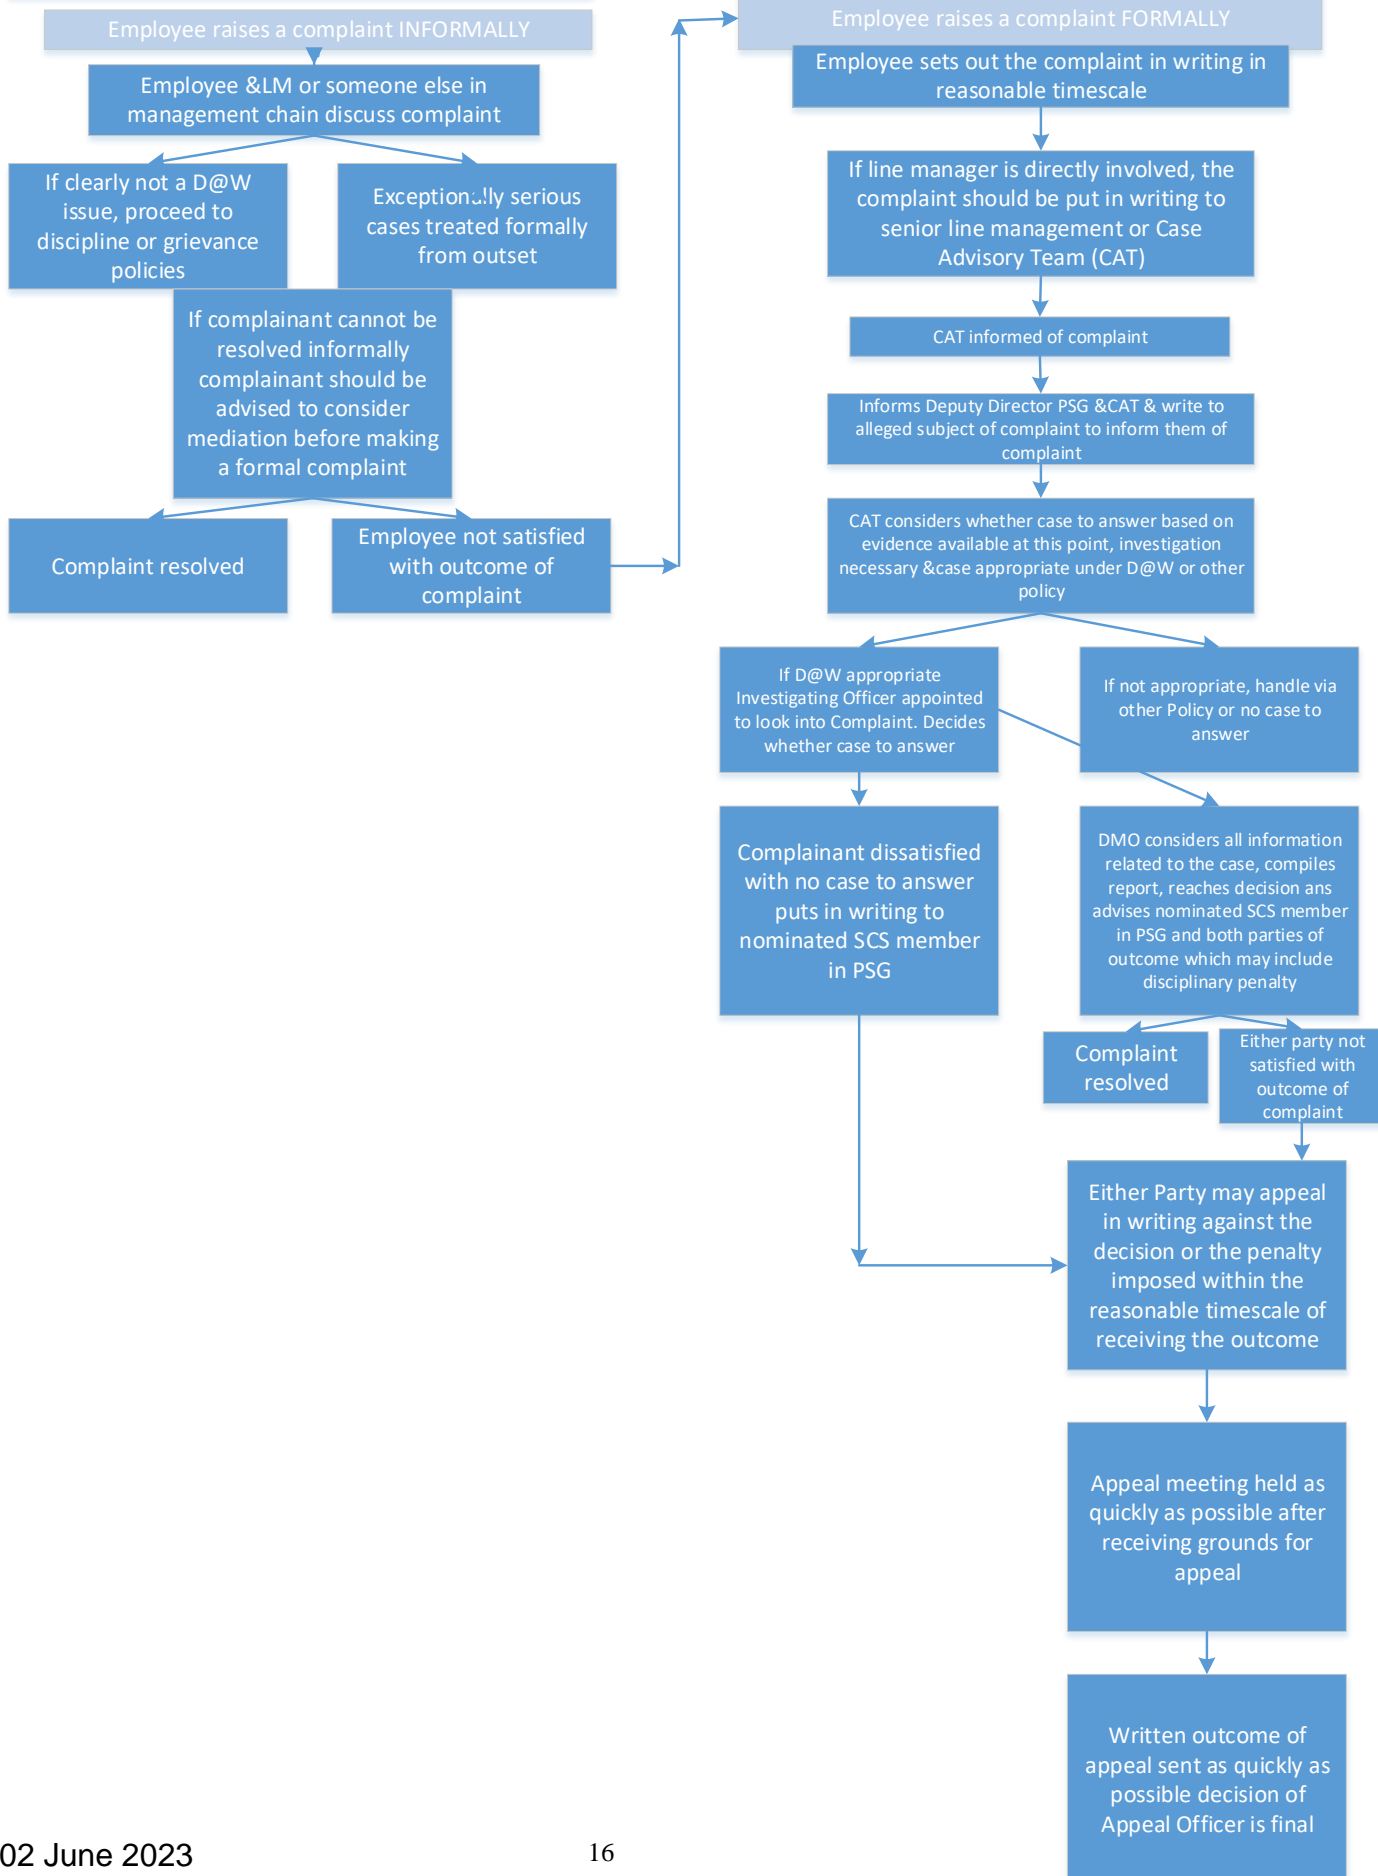 Employee raises a complaint INFORMALLY
Employee &LM or someone else in
management chain discuss complaint
If clearly not a D@W
issue, proceed to
discipline or grievance
policies
Exceptionally serious
cases treated formally
from outset
If complainant cannot be
resolved informally
complainant should be
advised to consider
mediation before making
a formal complaint
Complaint resolved
Employee not satisfied
with outcome of
complaint
Employee raises a complaint FORMALLY
Employee sets out the complaint in writing in
reasonable timescale
If line manager is directly involved, the
complaint should be put in writing to
senior line management or Case
Advisory Team (CAT)
CAT informed of complaint
Informs Deputy Director PSG &CAT & write to
alleged subject of complaint to inform them of
complaint
CAT considers whether case to answer based on
evidence available at this point, investigation
necessary &case appropriate under D@W or other
policy
If D@W appropriate
Investigating Officer appointed
to look into Complaint. Decides
whether case to answer
If not appropriate, handle via
other Policy or no case to
answer
Complainant dissatisfied
with no case to answer
puts in writing to
nominated SCS member
in PSG
DMO considers all information
related to the case, compiles
report, reaches decision ans
advises nominated SCS member
in PSG and both parties of
outcome which may include
disciplinary penalty
Complaint
resolved
Either party not
satisfied with
outcome of
complaint
Either Party may appeal
in writing against the
decision or the penalty
imposed within the
reasonable timescale of
receiving the outcome
Appeal meeting held as
quickly as possible after
receiving grounds for
appeal
Written outcome of
appeal sent as quickly as
possible decision of
Appeal Officer is final
02 June 2023
16